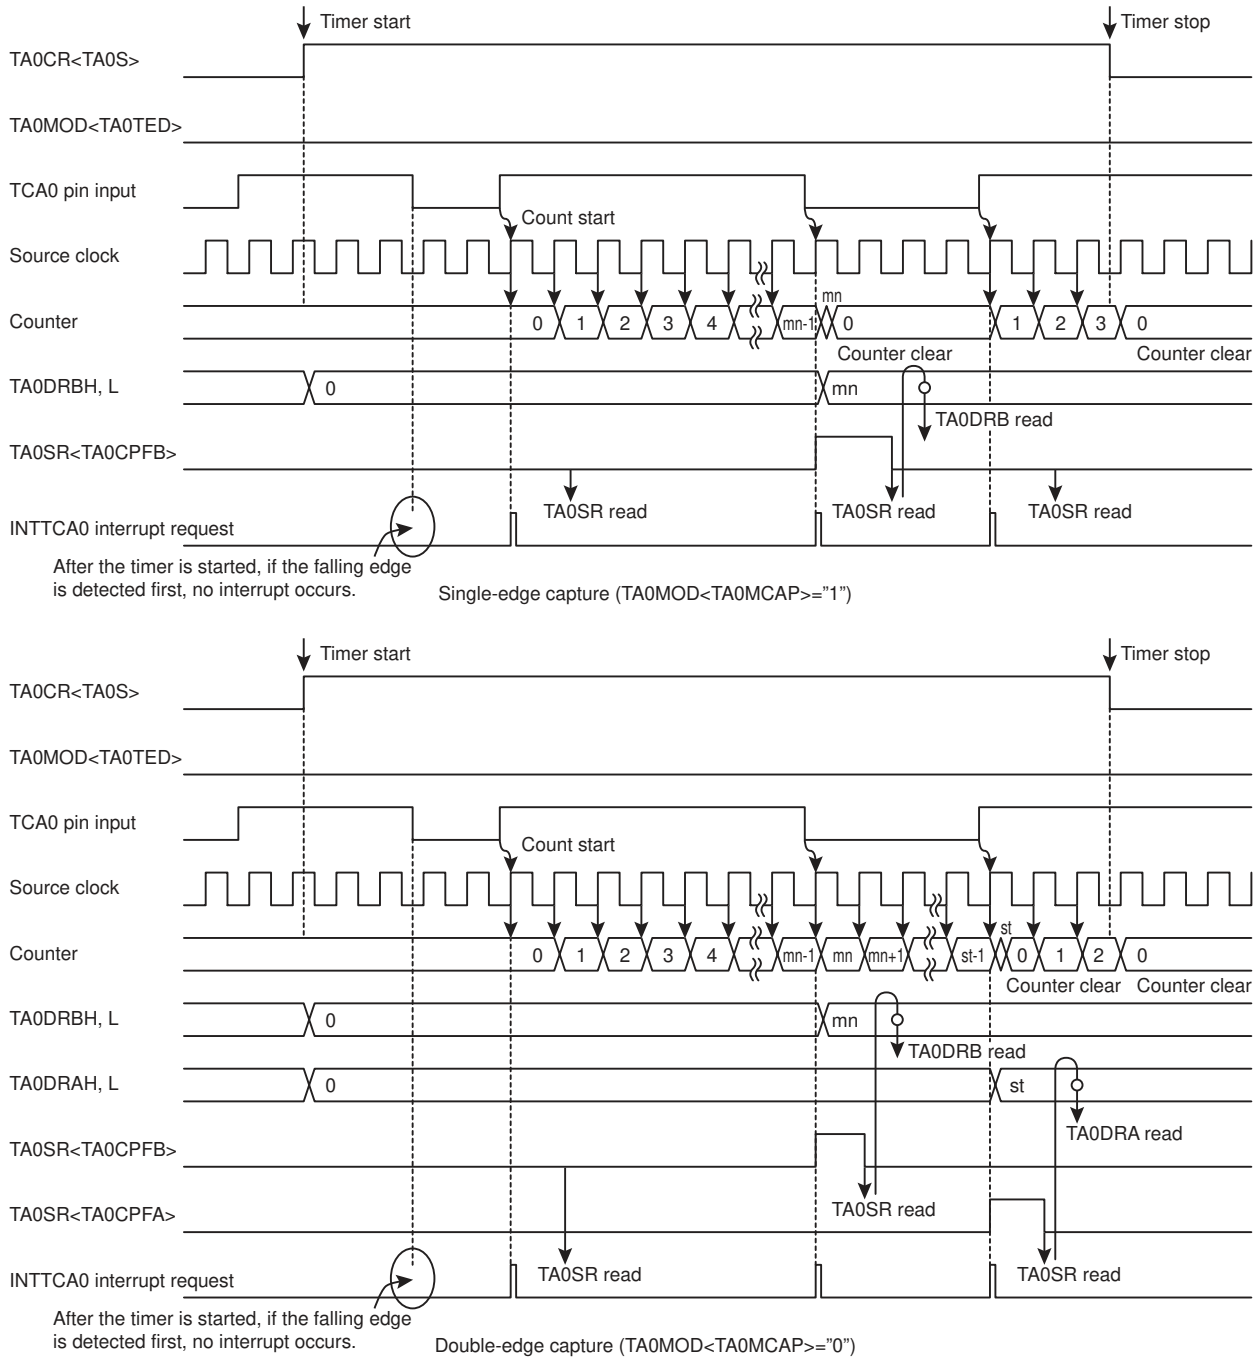 Timer start
Timer stop
TA0CR<TA0S>
TA0MOD<TA0TED>
TCA0 pin input
Count start
Source clock
Counter
0 1 2 3 4 mn-1 mn 0 1 2 3 0
Counter clear
Counter clear
TA0DRBH, L
0
mn
TA0DRB read
TA0SR<TA0CPFB>
TA0SR read
TA0SR read
TA0SR read
INTTCA0 interrupt request
After the timer is started, if the falling edge
is detected first, no interrupt occurs.
Single-edge capture (TA0MOD<TA0MCAP>=”1”)
Timer start
Timer stop
TA0CR<TA0S>
TA0MOD<TA0TED>
TCA0 pin input
Count start
Source clock
Counter
0 1 2 3 4 mn-1 mn mn+1 st-1 st 0 1 2 0
Counter clear
Counter clear
TA0DRBH, L
0
mn
TA0DRB read
TA0DRAH, L
0
st
TA0DRA read
TA0SR<TA0CPFB>
TA0SR read
TA0SR<TA0CPFA>
TA0SR read
TA0SR read
INTTCA0 interrupt request
After the timer is started, if the falling edge
is detected first, no interrupt occurs.
Double-edge capture (TA0MOD<TA0MCAP>=”0”)